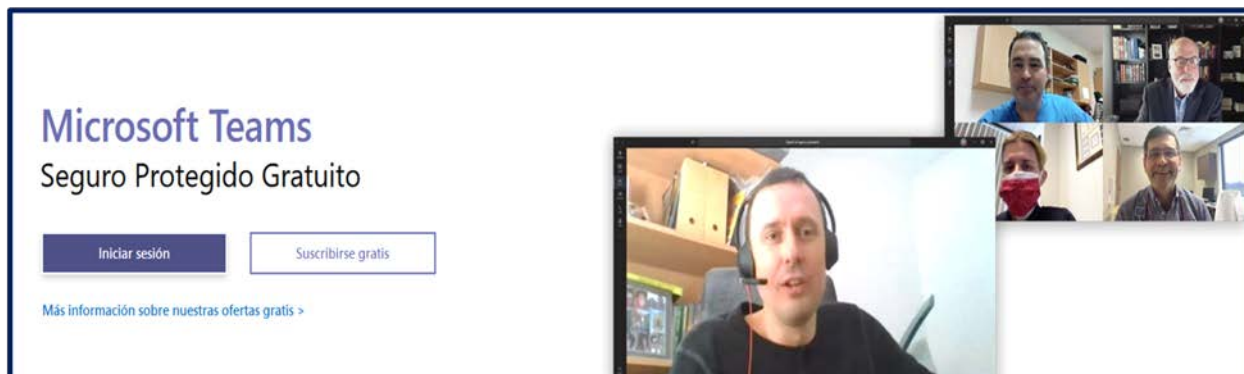 Microsoft Teams
Seguro Protegido Gratuito
Iniciar sesión
Suscribirse gratis
Más información sobre nuestras ofertas gratis >